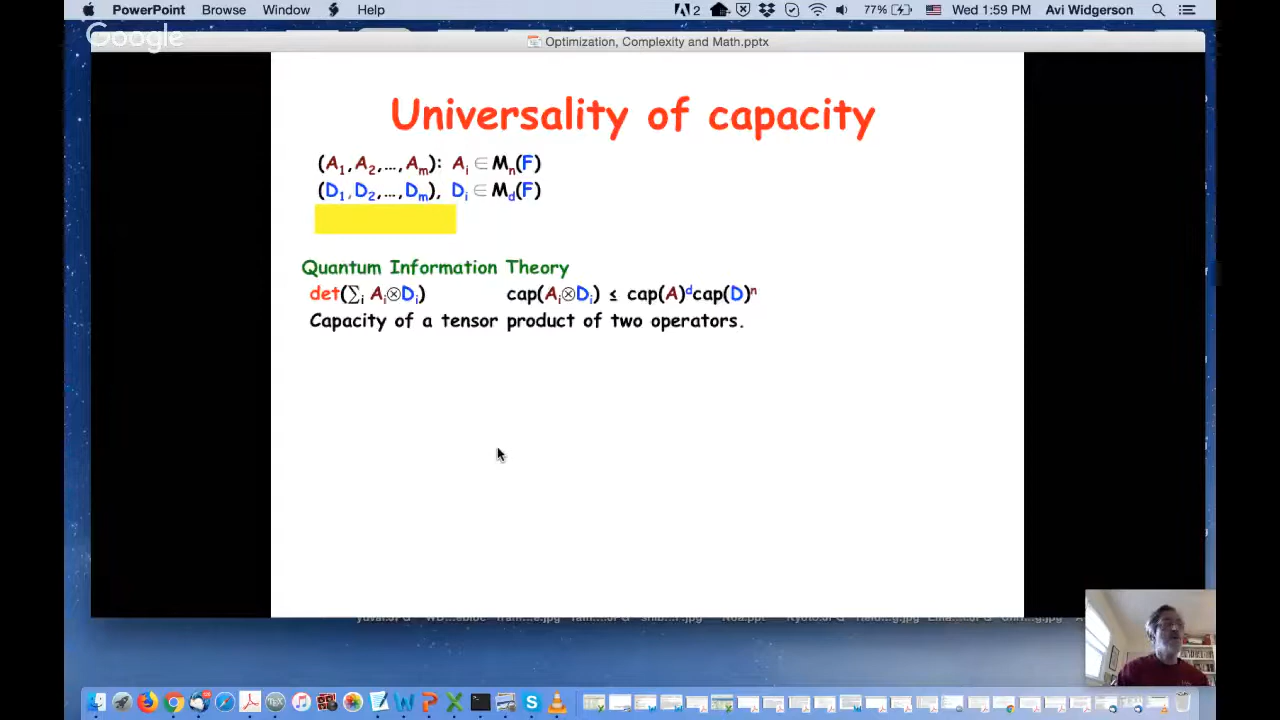 PowerPoint Browse Window Help 2 77% Wed 1:59 PM Avi Widgerson
Google
Optimization, Complexity and Math.pptx
Universality of capacity
(A₁,A₂,...,Aₘ): Aᵢ ∈ Mₙ(F)
(D₁,D₂,...,Dₘ), Dᵢ ∈ M_d(F)
Quantum Information Theory
det(∑ᵢ Aᵢ⊗Dᵢ) cap(Aᵢ⊗Dᵢ) ≤ cap(A)ᵈcap(D)ⁿ
Capacity of a tensor product of two operators.